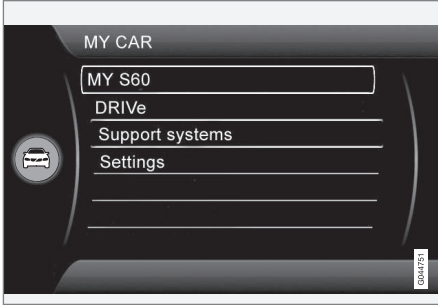 MY CAR
MY S60
DRIVe
Support systems
Settings
G044751